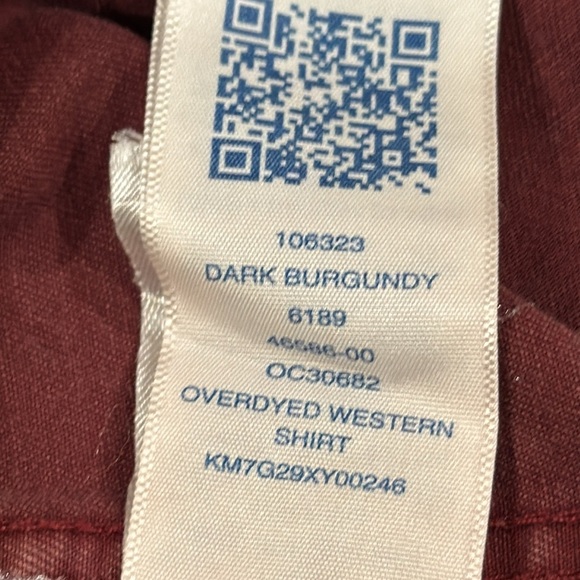 106323
DARK BURGUNDY
6189
46586-00
OC30682
OVERDYED WESTERN
SHIRT
KM7G29XY00246